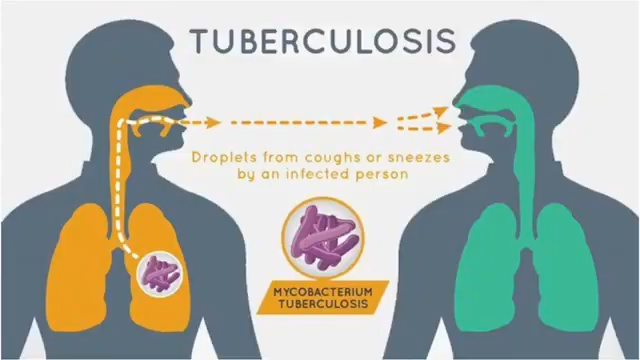 TUBERCULOSIS
Droplets from coughs or sneezes
by an infected person
MYCOBACTERIUM
TUBERCULOSIS